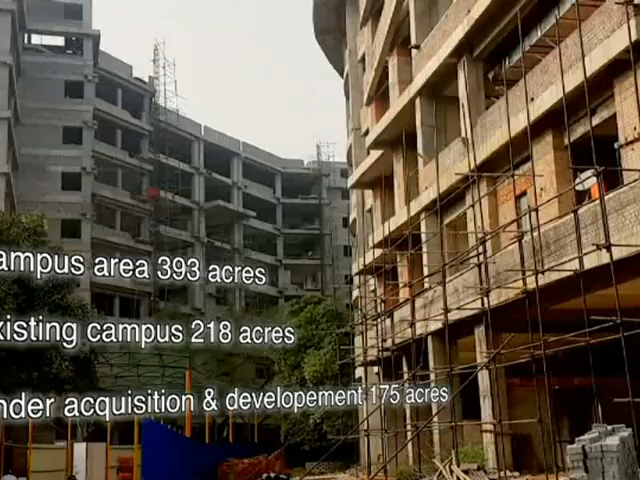 ampus area 393 acres
xisting campus 218 acres
nder acquisition & developement 175 acres